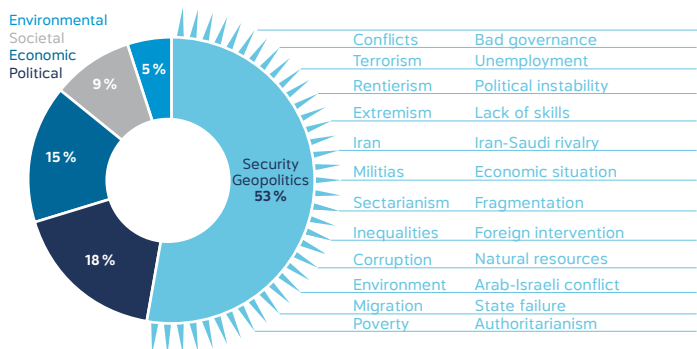 Environmental
Societal
Economic
Political
5 %
9 %
15 %
18 %
Security
Geopolitics
53 %
Conflicts Bad governance
Terrorism Unemployment
Rentierism Political instability
Extremism Lack of skills
Iran Iran-Saudi rivalry
Militias Economic situation
Sectarianism Fragmentation
Inequalities Foreign intervention
Corruption Natural resources
Environment Arab-Israeli conflict
Migration State failure
Poverty Authoritarianism